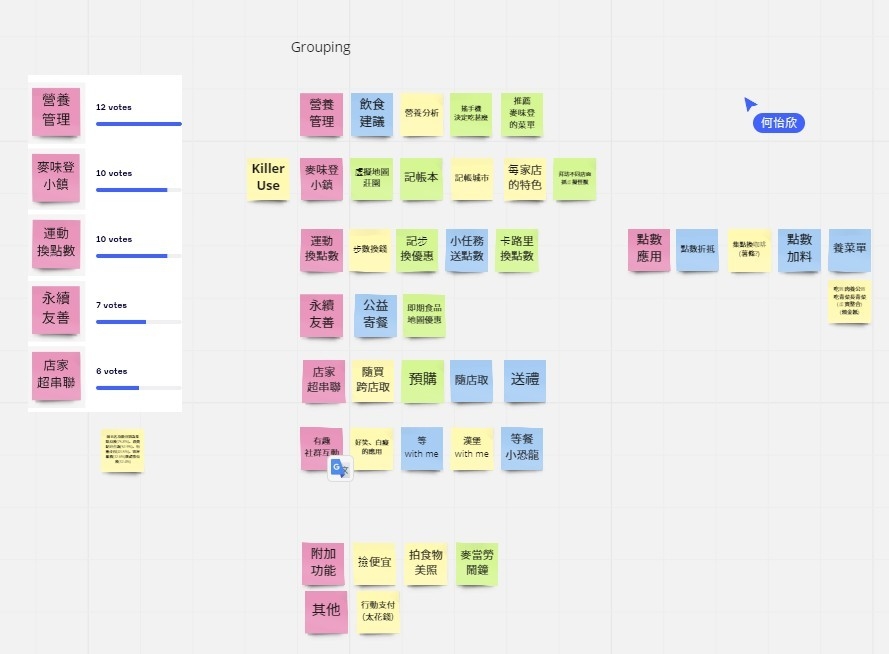 Grouping
營養
管理
12 votes
麥味登
小鎮
10 votes
運動
換點數
10 votes
永續
友善
7 votes
店家
超串聯
6 votes
何怡欣
營養
管理
飲食
建議
營養分析
搖手機
決定吃甚麼
推薦
麥味登
的菜單
Killer
Use
麥味登
小鎮
虛擬地圖
莊園
記帳本
記帳城市
每家店
的特色
運動
換點數
步數換錢
記步
換優惠
小任務
送點數
卡路里
換點數
點數
應用
點數折抵
點數
加料
養菜單
永續
友善
公益
寄餐
即期食品
地圖優惠
店家
超串聯
隨買
跨店取
預購
隨店取
送禮
有趣
社群互動
好笑、白癡
的應用
等
with me
漢堡
with me
等餐
小恐龍
附加
功能
撿便宜
拍食物
美照
麥當勞
鬧鐘
其他
行動支付
(太花錢)